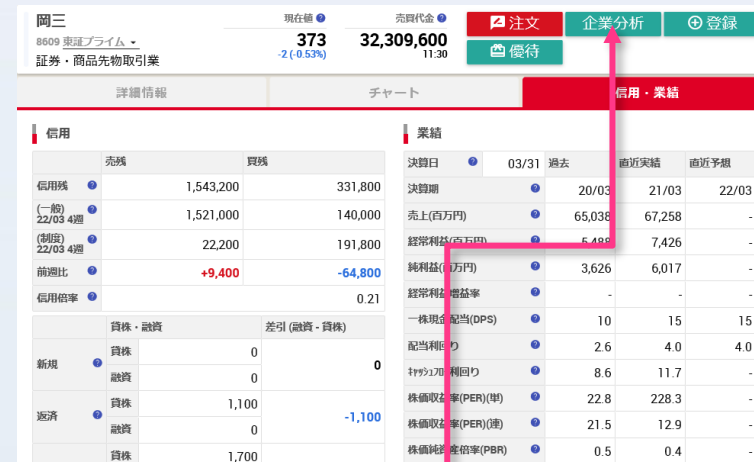 岡三 現在値 売買代金 注文 企業分析 登録
8609 東証プライム 373 32,309,600 優待
証券・商品先物取引業 -2 (-0.53%) 11:30
詳細情報 チャート 信用・業績
信用
売残 買残
信用残 1,543,200 331,800
(一般) 22/03 4週 1,521,000 140,000
(制度) 22/03 4週 22,200 191,800
前週比 +9,400 -64,800
信用倍率 0.21
貸株・融資 差引 (融資 - 貸株)
新規 貸株 0 0
融資 0
返済 貸株 1,100 -1,100
融資 0
貸株 1,700
業績
決算日 03/31 過去 直近実績 直近予想
決算期 20/03 21/03 22/03
売上(百万円) 65,038 67,258 -
経常利益(百万円) 5,488 7,426 -
純利益(百万円) 3,626 6,017 -
経常利益増益率 - - -
一株現金配当(DPS) 10 15 15
配当利回り 2.6 4.0 4.0
ｷｬｯｼｭﾌﾛｰ利回り 8.6 11.7 -
株価収益率(PER)(単) 22.8 228.3 -
株価収益率(PER)(連) 21.5 12.9 -
株価純資産倍率(PBR) 0.5 0.4 -